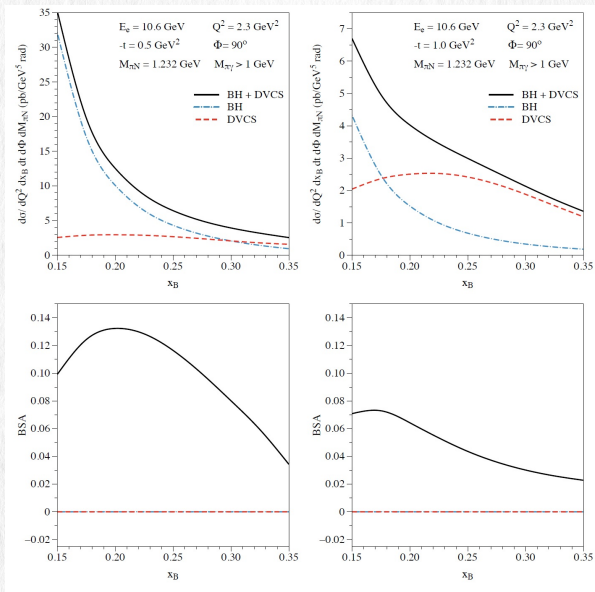 35
30
25
20
15
10
5
0
dσ/ dQ² dx_B dt dΦ dM_πN (pb/GeV⁵ rad)
E_e = 10.6 GeV Q² = 2.3 GeV²
-t = 0.5 GeV² Φ= 90°
M_πN = 1.232 GeV M_πγ > 1 GeV
BH + DVCS
BH
DVCS
0.15 0.20 0.25 0.30 0.35
x_B
7
6
5
4
3
2
1
0
dσ/ dQ² dx_B dt dΦ dM_πN (pb/GeV⁵ rad)
E_e = 10.6 GeV Q² = 2.3 GeV²
-t = 1.0 GeV² Φ= 90°
M_πN = 1.232 GeV M_πγ > 1 GeV
BH + DVCS
BH
DVCS
0.15 0.20 0.25 0.30 0.35
x_B
0.14
0.12
0.10
0.08
0.06
0.04
0.02
0
−0.02
BSA
0.15 0.20 0.25 0.30 0.35
x_B
0.14
0.12
0.10
0.08
0.06
0.04
0.02
0
−0.02
BSA
0.15 0.20 0.25 0.30 0.35
x_B